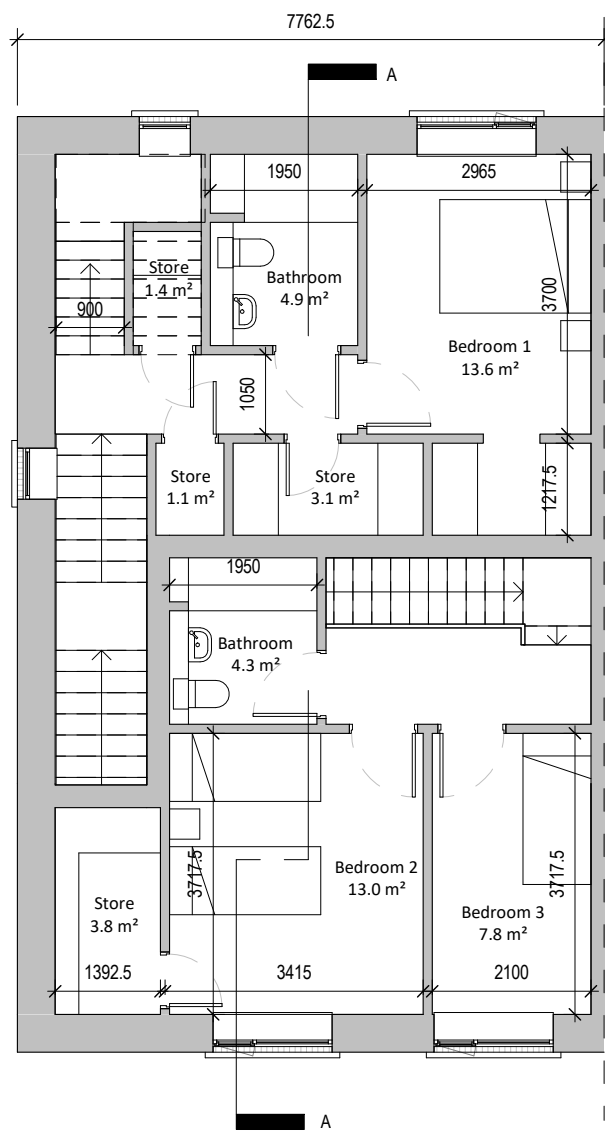 7762.5
A
1950
2965
Store
1.4 m²
Bathroom
4.9 m²
3700
900
Bedroom 1
13.6 m²
1050
Store
1.1 m²
Store
3.1 m²
1217.5
1950
Bathroom
4.3 m²
Bedroom 2
13.0 m²
3717.5
3717.5
Store
3.8 m²
Bedroom 3
7.8 m²
1392.5
3415
2100
A